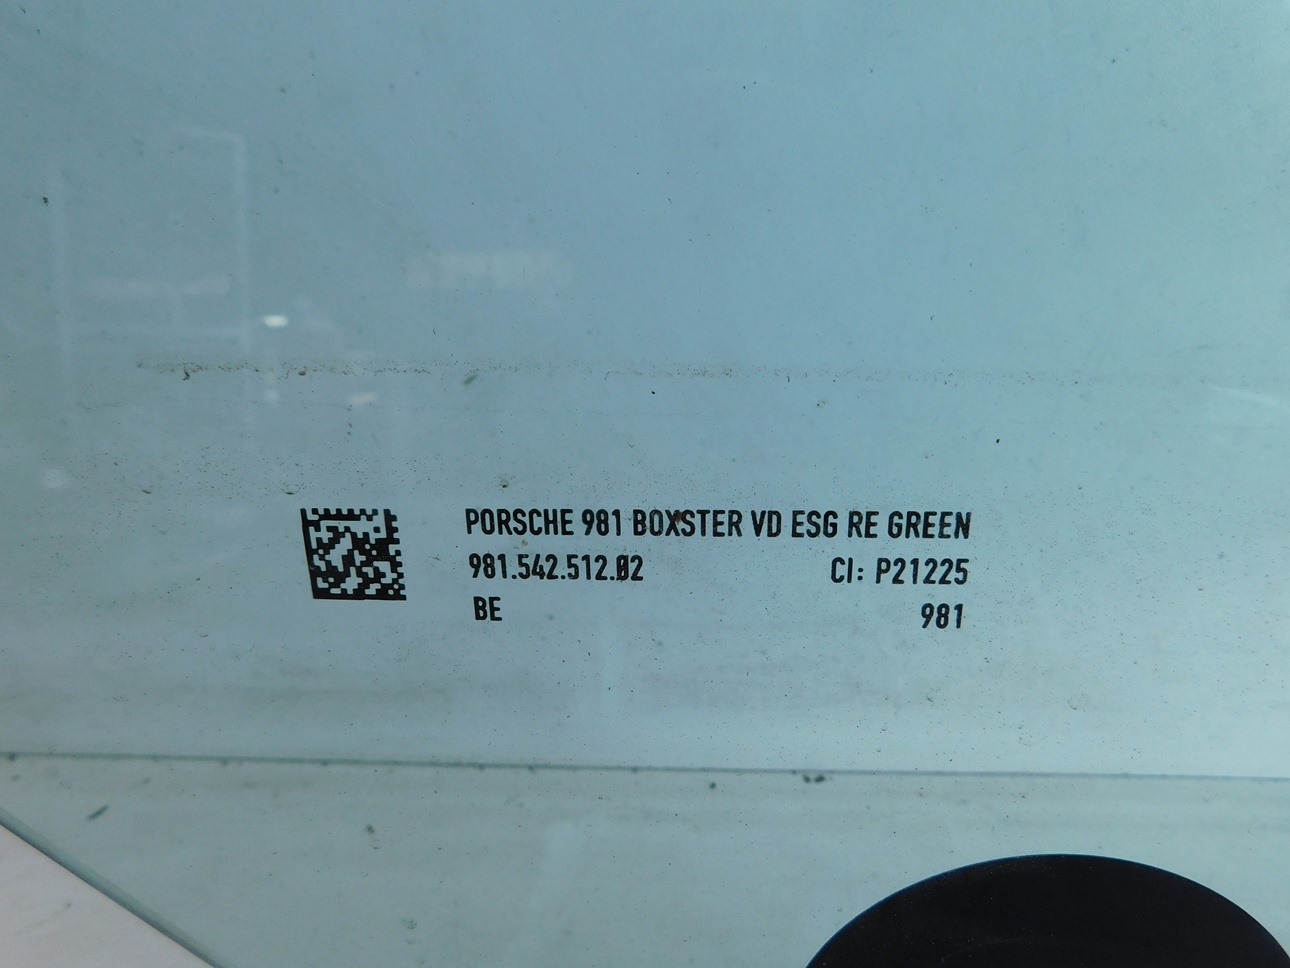 PORSCHE 981 BOXSTER VD ESG RE GREEN
981.542.512.02 CI: P21225
BE 981